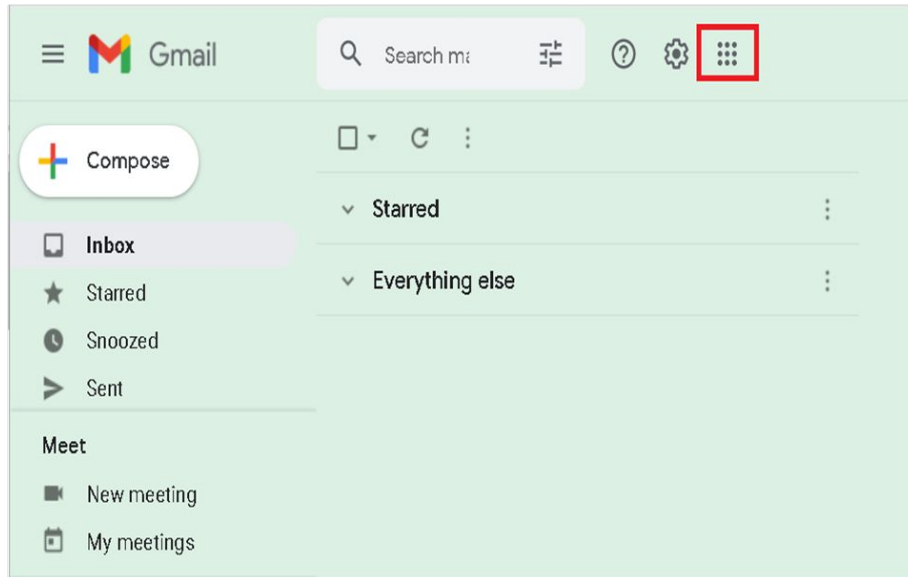 Gmail
Search ma
Compose
Inbox
Starred
Snoozed
Sent
Meet
New meeting
My meetings
Starred
Everything else